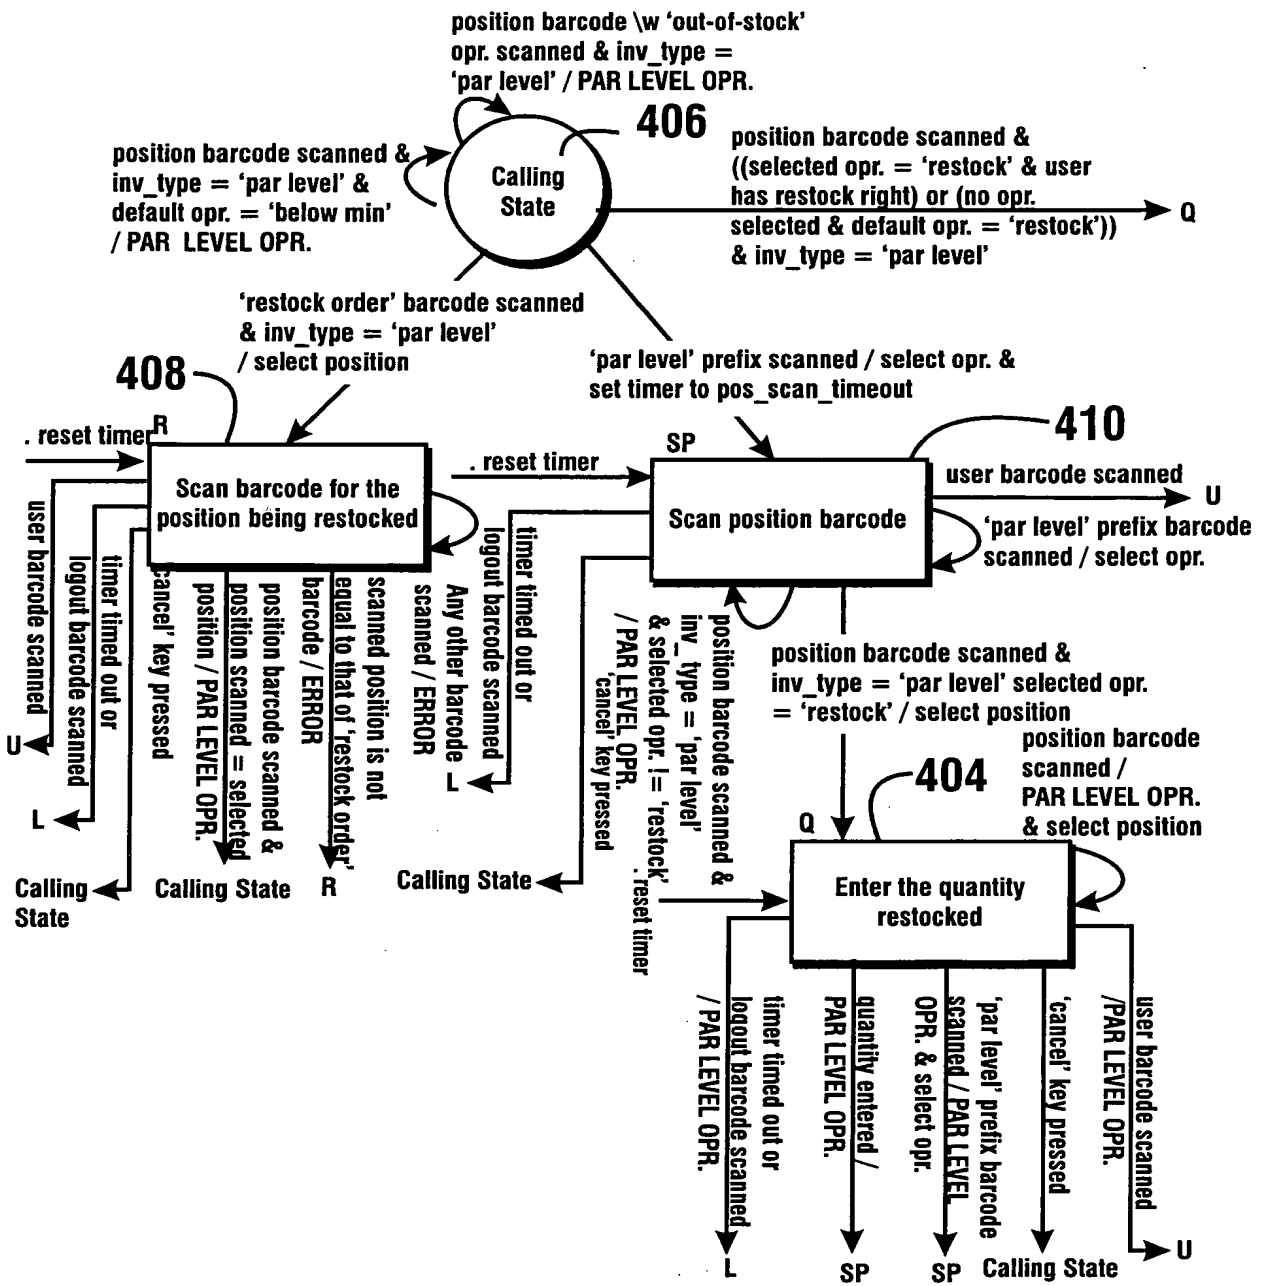 position barcode \w 'out-of-stock'
opr. scanned & inv_type =
'par level' / PAR LEVEL OPR.
406
position barcode scanned &
inv_type = 'par level' &
default opr. = 'below min'
/ PAR LEVEL OPR.
Calling
State
position barcode scanned &
((selected opr. = 'restock' & user
has restock right) or (no opr.
selected & default opr. = 'restock'))
& inv_type = 'par level'
Q
'restock order' barcode scanned
& inv_type = 'par level'
/ select position
'par level' prefix scanned / select opr. &
set timer to pos_scan_timeout
408
R
. reset timer
Scan barcode for the
position being restocked
410
SP
. reset timer
Scan position barcode
user barcode scanned
U
'par level' prefix barcode
scanned / select opr.
user barcode scanned
U
timed out or
logout barcode scanned
L
cancel' key pressed
Calling
State
position barcode scanned &
position scanned = selected
position / PAR LEVEL OPR.
Calling State
scanned position is not
equal to that of 'restock order'
barcode / ERROR
R
Any other barcode
scanned / ERROR
timer timed out or
logout barcode scanned
L
'cancel' key pressed
Calling State
position barcode scanned &
inv_ type = 'par level'
& selected opr. != 'restock'
/ PAR LEVEL OPR.
position barcode scanned &
inv_type = 'par level' selected opr.
= 'restock' / select position
404
position barcode
scanned /
PAR LEVEL OPR.
& select position
Q
. reset timer
Enter the quantity
restocked
timer timed out or
logout barcode scanned
/ PAR LEVEL OPR.
L
quantity entered /
PAR LEVEL OPR.
SP
'par level' prefix barcode
scanned / PAR LEVEL
OPR. & select opr.
SP
'cancel' key pressed
Calling State
user barcode scanned
/PAR LEVEL OPR.
U